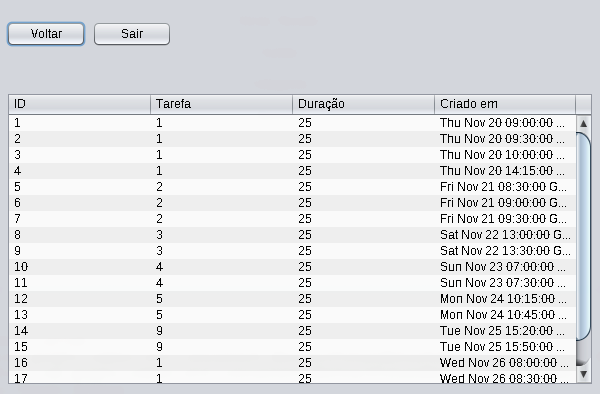 Voltar Sair
ID Tarefa Duração Criado em
1 1 25 Thu Nov 20 09:00:00 ...
2 1 25 Thu Nov 20 09:30:00 ...
3 1 25 Thu Nov 20 10:00:00 ...
4 1 25 Thu Nov 20 14:15:00 ...
5 2 25 Fri Nov 21 08:30:00 G...
6 2 25 Fri Nov 21 09:00:00 G...
7 2 25 Fri Nov 21 09:30:00 G...
8 3 25 Sat Nov 22 13:00:00 G...
9 3 25 Sat Nov 22 13:30:00 G...
10 4 25 Sun Nov 23 07:00:00 ...
11 4 25 Sun Nov 23 07:30:00 ...
12 5 25 Mon Nov 24 10:15:00 ...
13 5 25 Mon Nov 24 10:45:00 ...
14 9 25 Tue Nov 25 15:20:00 ...
15 9 25 Tue Nov 25 15:50:00 ...
16 1 25 Wed Nov 26 08:00:00 ...
17 1 25 Wed Nov 26 08:30:00 ...